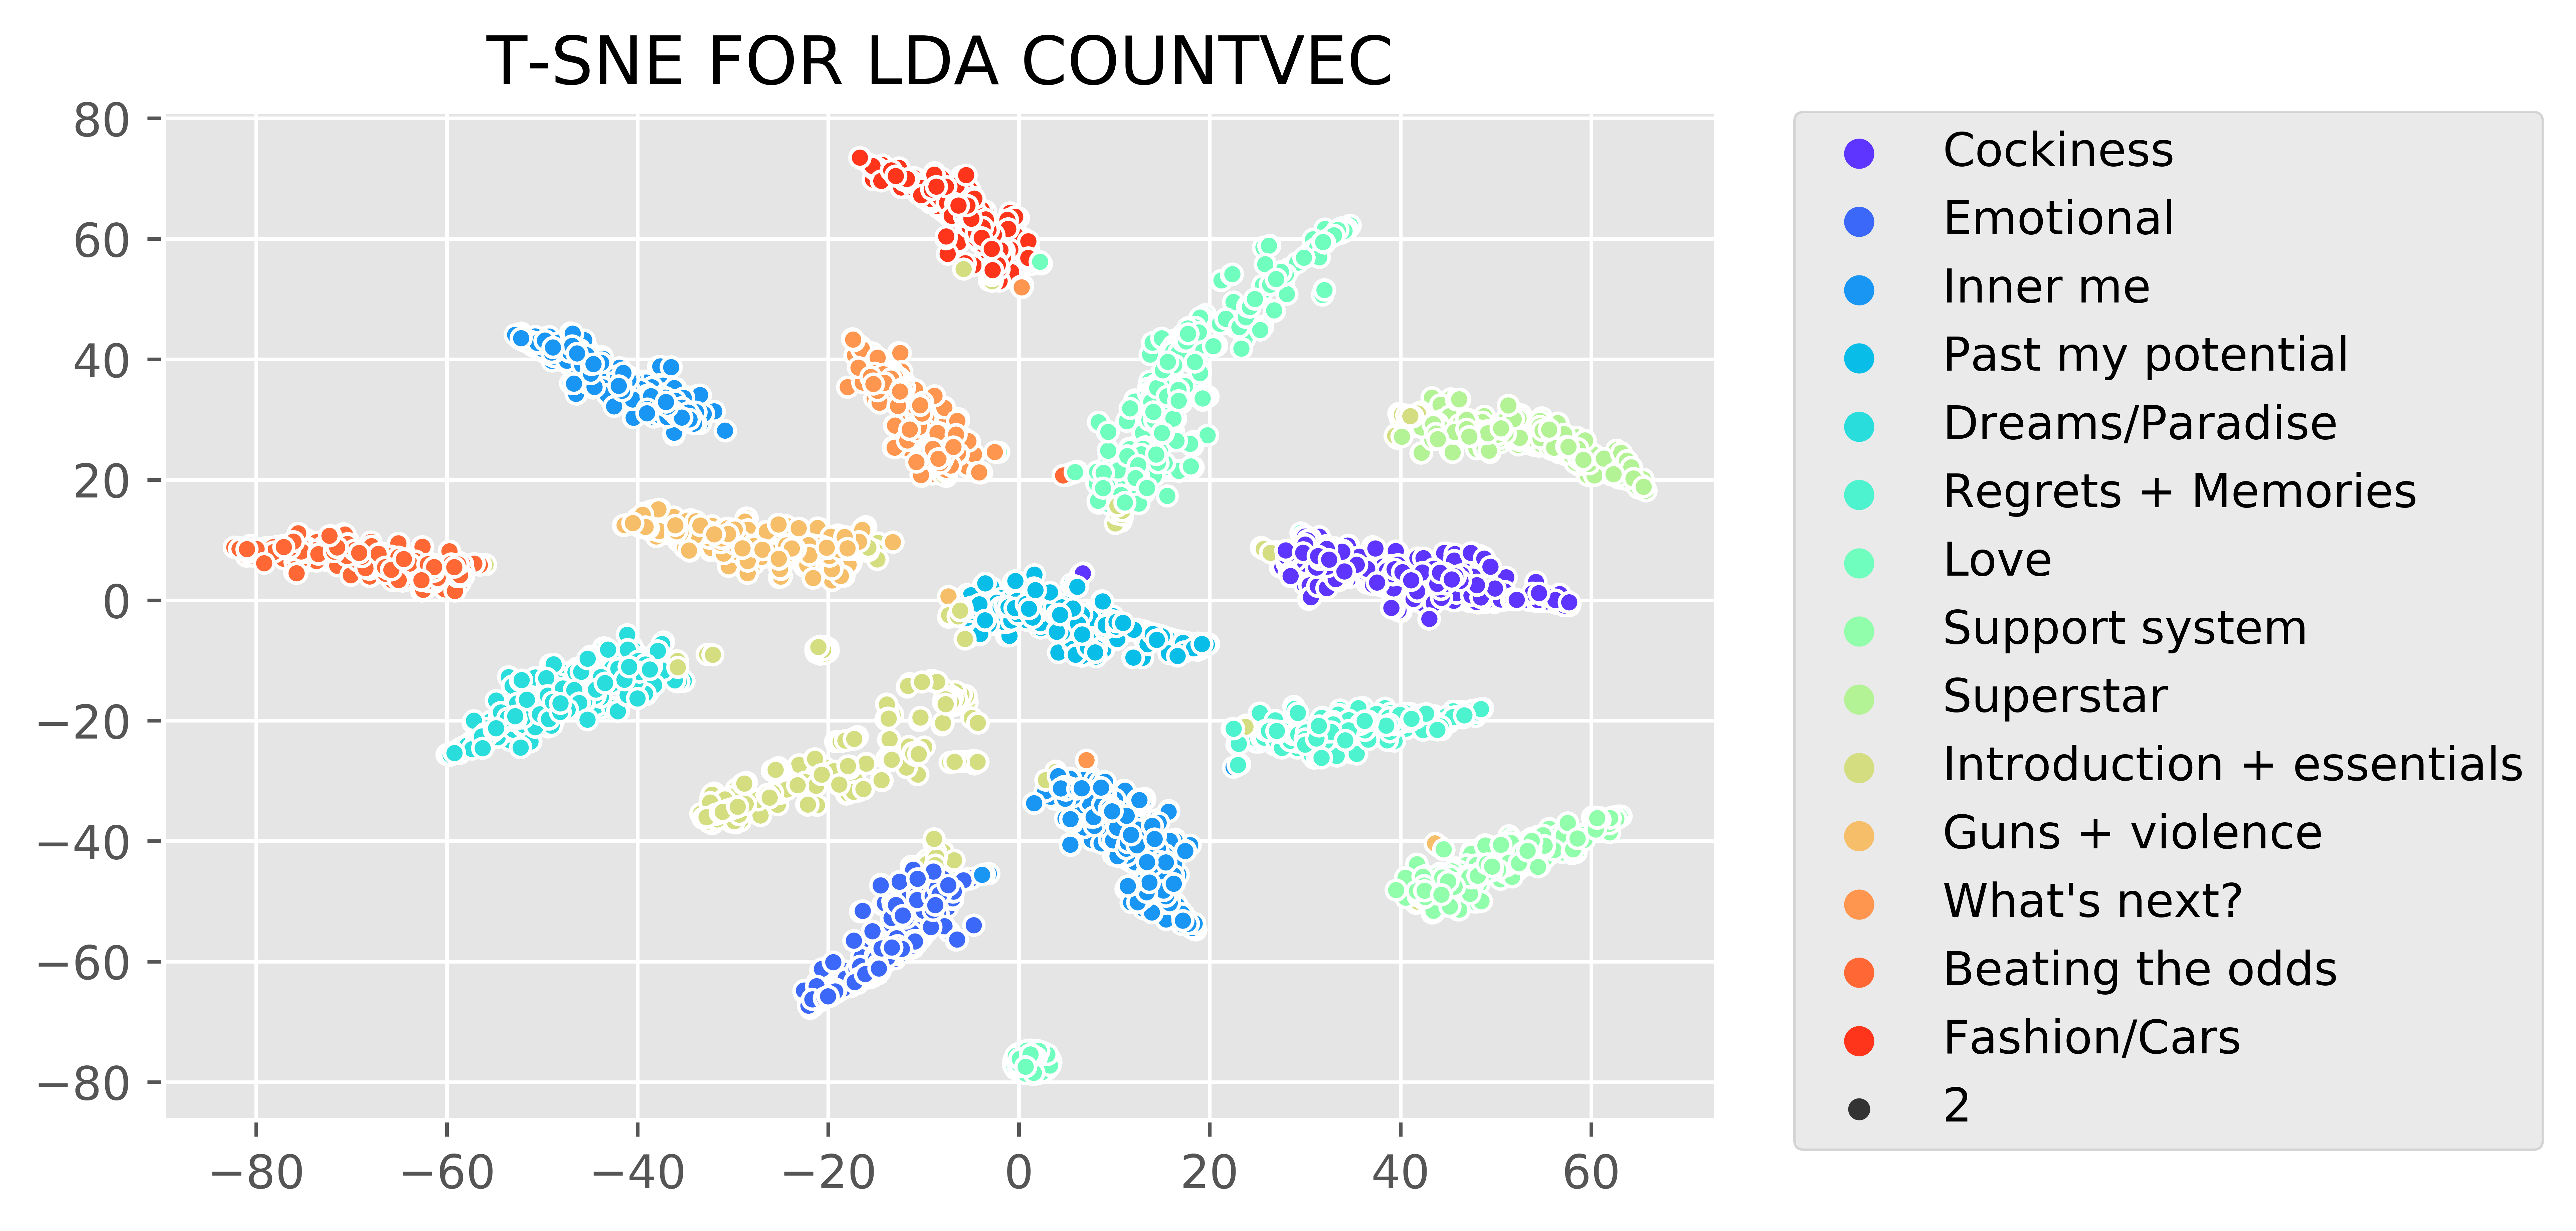 T-SNE FOR LDA COUNTVEC
80
60
40
20
0
−20
−40
−60
−80
−80
−60
−40
−20
0
20
40
60
Cockiness
Emotional
Inner me
Past my potential
Dreams/Paradise
Regrets + Memories
Love
Support system
Superstar
Introduction + essentials
Guns + violence
What's next?
Beating the odds
Fashion/Cars
2